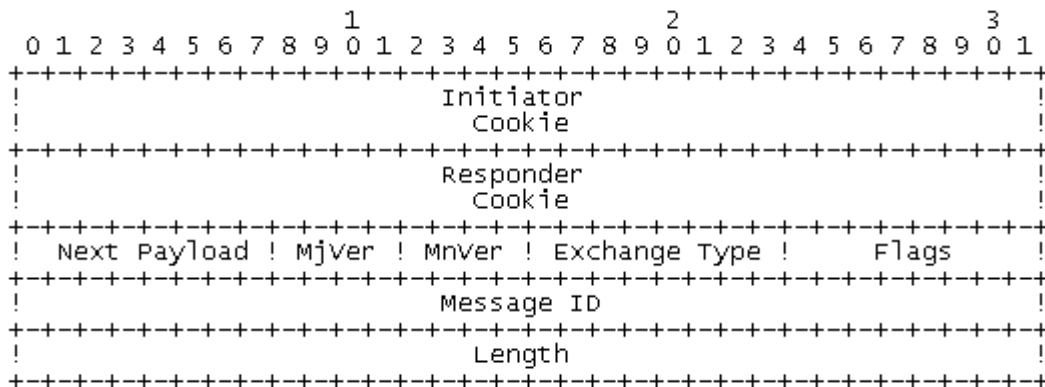 1                   2                   3
 0 1 2 3 4 5 6 7 8 9 0 1 2 3 4 5 6 7 8 9 0 1 2 3 4 5 6 7 8 9 0 1
+-+-+-+-+-+-+-+-+-+-+-+-+-+-+-+-+-+-+-+-+-+-+-+-+-+-+-+-+-+-+-+-+
!                          Initiator                            !
!                            Cookie                             !
+-+-+-+-+-+-+-+-+-+-+-+-+-+-+-+-+-+-+-+-+-+-+-+-+-+-+-+-+-+-+-+-+
!                          Responder                            !
!                            Cookie                             !
+-+-+-+-+-+-+-+-+-+-+-+-+-+-+-+-+-+-+-+-+-+-+-+-+-+-+-+-+-+-+-+-+
!  Next Payload ! MjVer ! MnVer ! Exchange Type !     Flags     !
+-+-+-+-+-+-+-+-+-+-+-+-+-+-+-+-+-+-+-+-+-+-+-+-+-+-+-+-+-+-+-+-+
!                          Message ID                           !
+-+-+-+-+-+-+-+-+-+-+-+-+-+-+-+-+-+-+-+-+-+-+-+-+-+-+-+-+-+-+-+-+
!                            Length                             !
+-+-+-+-+-+-+-+-+-+-+-+-+-+-+-+-+-+-+-+-+-+-+-+-+-+-+-+-+-+-+-+-+